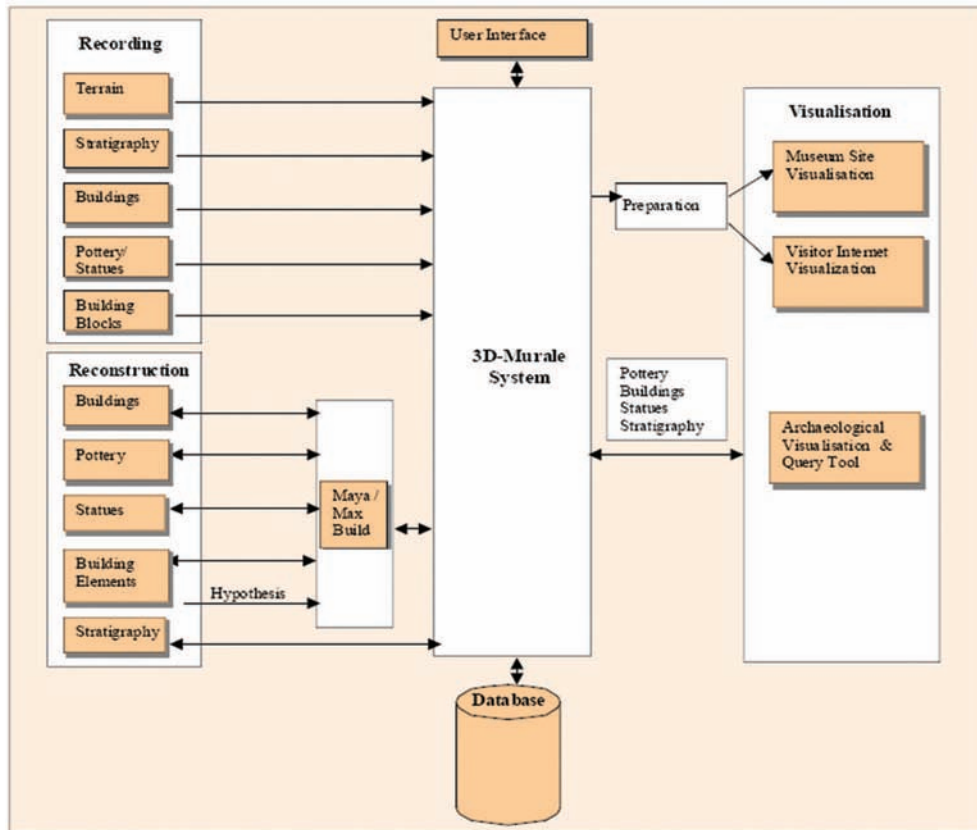 Recording
Terrain
Stratigraphy
Buildings
Pottery/
Statues
Building
Blocks
Reconstruction
Buildings
Pottery
Statues
Building
Elements
Hypothesis
Stratigraphy
Maya /
Max
Build
User Interface
3D-Murale
System
Database
Preparation
Pottery
Buildings
Statues
Stratigraphy
Visualisation
Museum Site
Visualisation
Visitor Internet
Visualization
Archaeological
Visualisation &
Query Tool